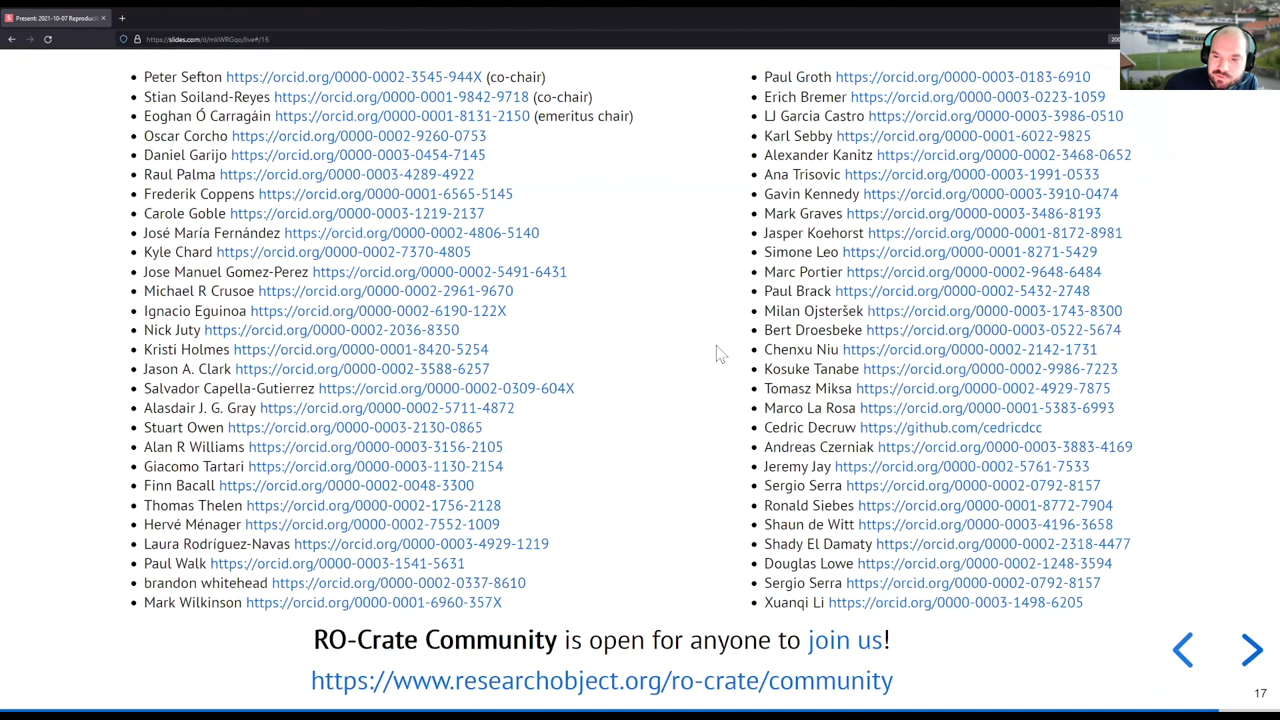 Present: 2021-10-07 Reproduci
https://slides.com/d/mkWRGqo/live#/16
200
Peter Sefton https://orcid.org/0000-0002-3545-944X (co-chair)
Stian Soiland-Reyes https://orcid.org/0000-0001-9842-9718 (co-chair)
Eoghan Ó Carragáin https://orcid.org/0000-0001-8131-2150 (emeritus chair)
Oscar Corcho https://orcid.org/0000-0002-9260-0753
Daniel Garijo https://orcid.org/0000-0003-0454-7145
Raul Palma https://orcid.org/0000-0003-4289-4922
Frederik Coppens https://orcid.org/0000-0001-6565-5145
Carole Goble https://orcid.org/0000-0003-1219-2137
José María Fernández https://orcid.org/0000-0002-4806-5140
Kyle Chard https://orcid.org/0000-0002-7370-4805
Jose Manuel Gomez-Perez https://orcid.org/0000-0002-5491-6431
Michael R Crusoe https://orcid.org/0000-0002-2961-9670
Ignacio Eguinoa https://orcid.org/0000-0002-6190-122X
Nick Juty https://orcid.org/0000-0002-2036-8350
Kristi Holmes https://orcid.org/0000-0001-8420-5254
Jason A. Clark https://orcid.org/0000-0002-3588-6257
Salvador Capella-Gutierrez https://orcid.org/0000-0002-0309-604X
Alasdair J. G. Gray https://orcid.org/0000-0002-5711-4872
Stuart Owen https://orcid.org/0000-0003-2130-0865
Alan R Williams https://orcid.org/0000-0003-3156-2105
Giacomo Tartari https://orcid.org/0000-0003-1130-2154
Finn Bacall https://orcid.org/0000-0002-0048-3300
Thomas Thelen https://orcid.org/0000-0002-1756-2128
Hervé Ménager https://orcid.org/0000-0002-7552-1009
Laura Rodríguez-Navas https://orcid.org/0000-0003-4929-1219
Paul Walk https://orcid.org/0000-0003-1541-5631
brandon whitehead https://orcid.org/0000-0002-0337-8610
Mark Wilkinson https://orcid.org/0000-0001-6960-357X
Paul Groth https://orcid.org/0000-0003-0183-6910
Erich Bremer https://orcid.org/0000-0003-0223-1059
LJ Garcia Castro https://orcid.org/0000-0003-3986-0510
Karl Sebby https://orcid.org/0000-0001-6022-9825
Alexander Kanitz https://orcid.org/0000-0002-3468-0652
Ana Trisovic https://orcid.org/0000-0003-1991-0533
Gavin Kennedy https://orcid.org/0000-0003-3910-0474
Mark Graves https://orcid.org/0000-0003-3486-8193
Jasper Koehorst https://orcid.org/0000-0001-8172-8981
Simone Leo https://orcid.org/0000-0001-8271-5429
Marc Portier https://orcid.org/0000-0002-9648-6484
Paul Brack https://orcid.org/0000-0002-5432-2748
Milan Ojsteršek https://orcid.org/0000-0003-1743-8300
Bert Droesbeke https://orcid.org/0000-0003-0522-5674
Chenxu Niu https://orcid.org/0000-0002-2142-1731
Kosuke Tanabe https://orcid.org/0000-0002-9986-7223
Tomasz Miksa https://orcid.org/0000-0002-4929-7875
Marco La Rosa https://orcid.org/0000-0001-5383-6993
Cedric Decruw https://github.com/cedricdcc
Andreas Czerniak https://orcid.org/0000-0003-3883-4169
Jeremy Jay https://orcid.org/0000-0002-5761-7533
Sergio Serra https://orcid.org/0000-0002-0792-8157
Ronald Siebes https://orcid.org/0000-0001-8772-7904
Shaun de Witt https://orcid.org/0000-0003-4196-3658
Shady El Damaty https://orcid.org/0000-0002-2318-4477
Douglas Lowe https://orcid.org/0000-0002-1248-3594
Sergio Serra https://orcid.org/0000-0002-0792-8157
Xuanqi Li https://orcid.org/0000-0003-1498-6205
RO-Crate Community is open for anyone to join us!
https://www.researchobject.org/ro-crate/community
17